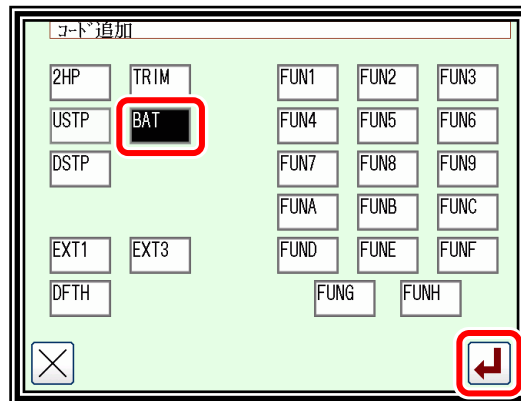 コード追加
2HP TRIM FUN1 FUN2 FUN3
USTP BAT FUN4 FUN5 FUN6
DSTP FUN7 FUN8 FUN9
FUNA FUNB FUNC
EXT1 EXT3 FUND FUNE FUNF
DFTH FUNG FUNH